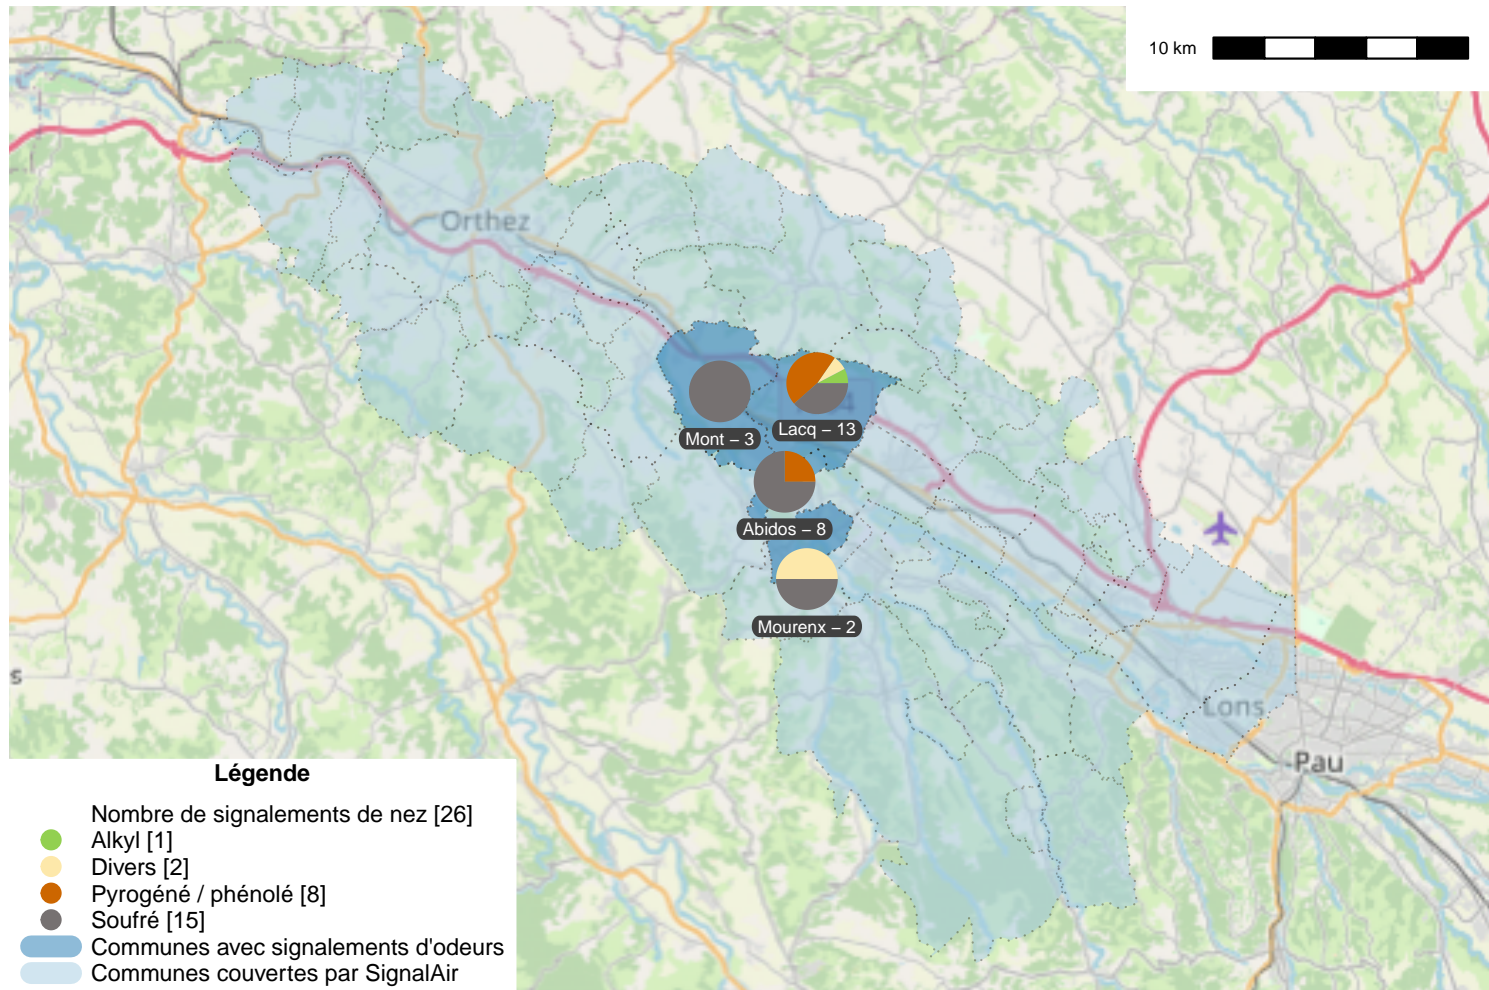 10 km
Orthez
Mont – 3
Lacq – 13
Abidos – 8
Mourenx – 2
s
Lons
Pau
Légende
Nombre de signalements de nez [26]
Alkyl [1]
Divers [2]
Pyrogéné / phénolé [8]
Soufré [15]
Communes avec signalements d'odeurs
Communes couvertes par SignalAir